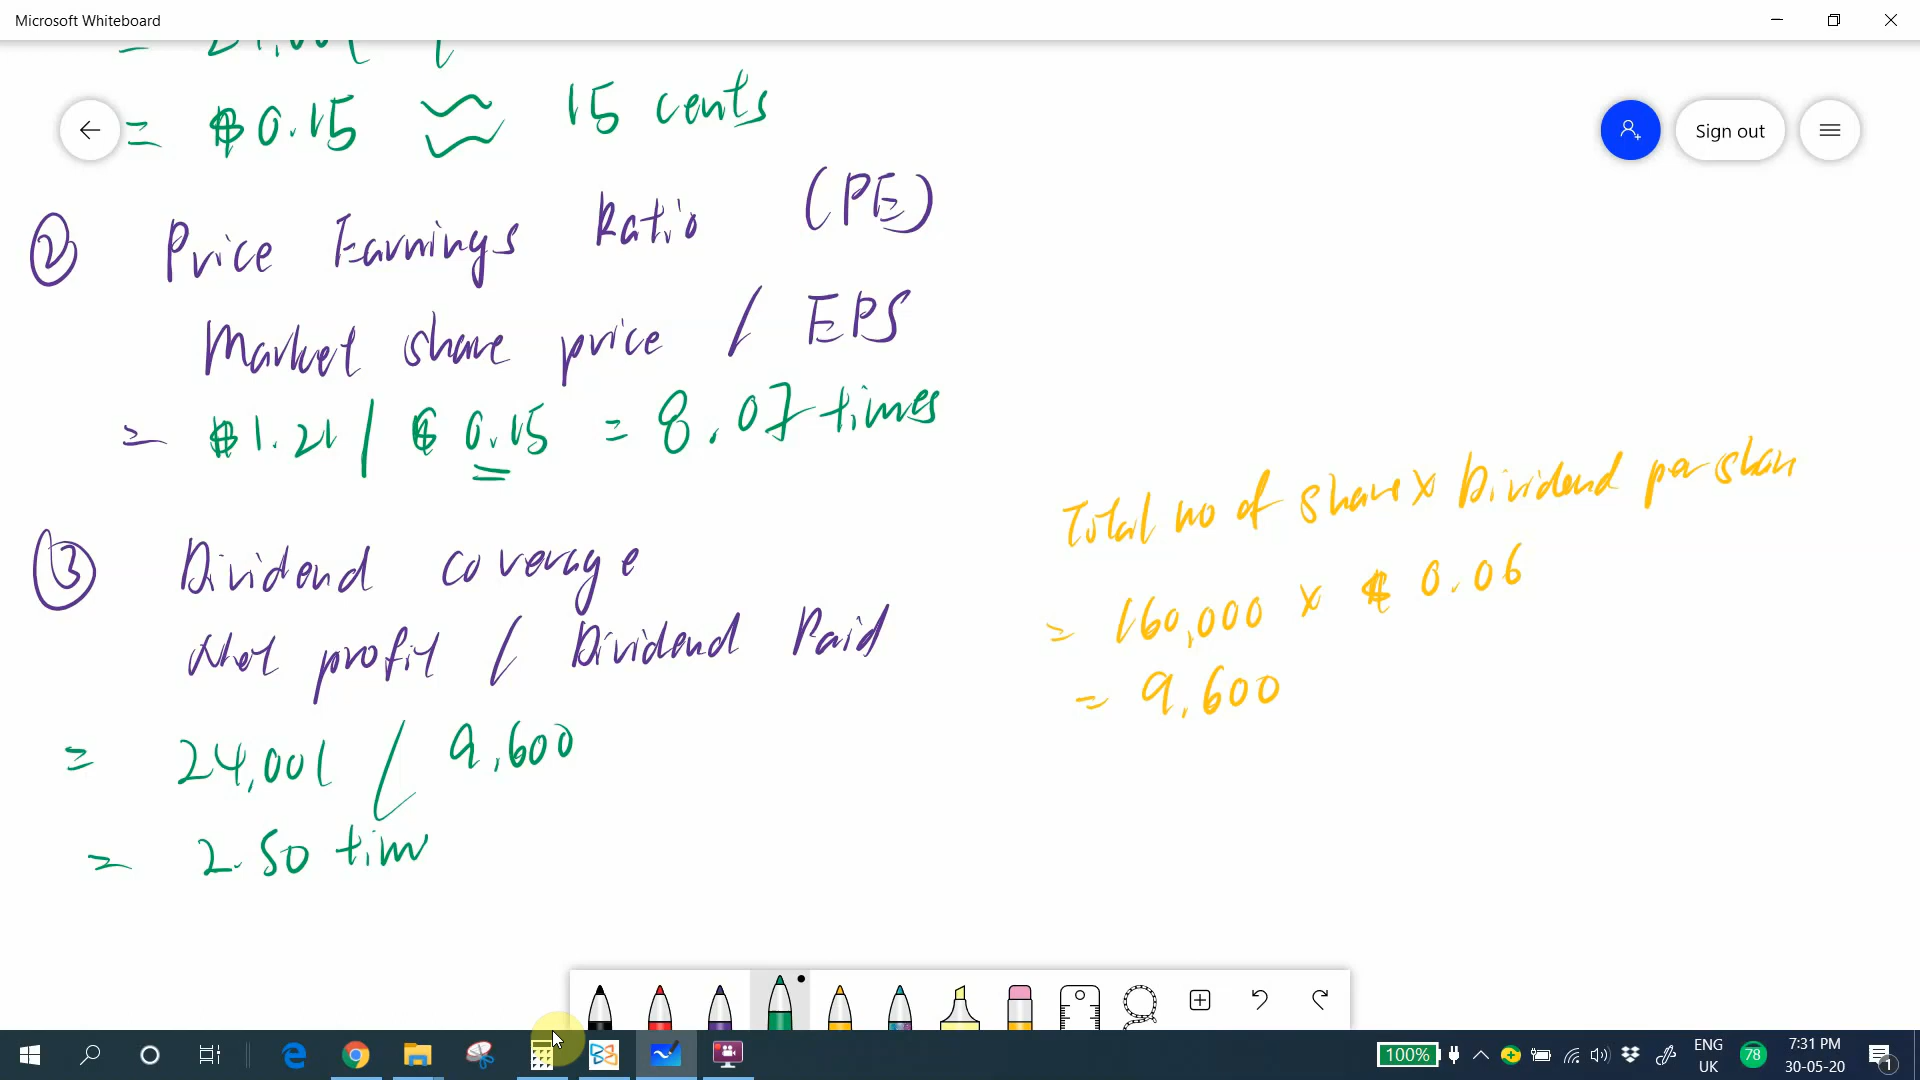 Microsoft Whiteboard
= $0.15 ≈ 15 cents
Sign out
② Price Earnings Ratio (PE)
Market share price / EPS
= $1.21 / $ 0.15 = 8.07 times
Total no of share x Dividend per share
= 160,000 x $ 0.06
= 9,600
③ Dividend coverage
Net profit / Dividend Paid
= 24,001 / 9,600
= 2.50 tim
100%
ENG
UK
78
7:31 PM
30-05-20
1